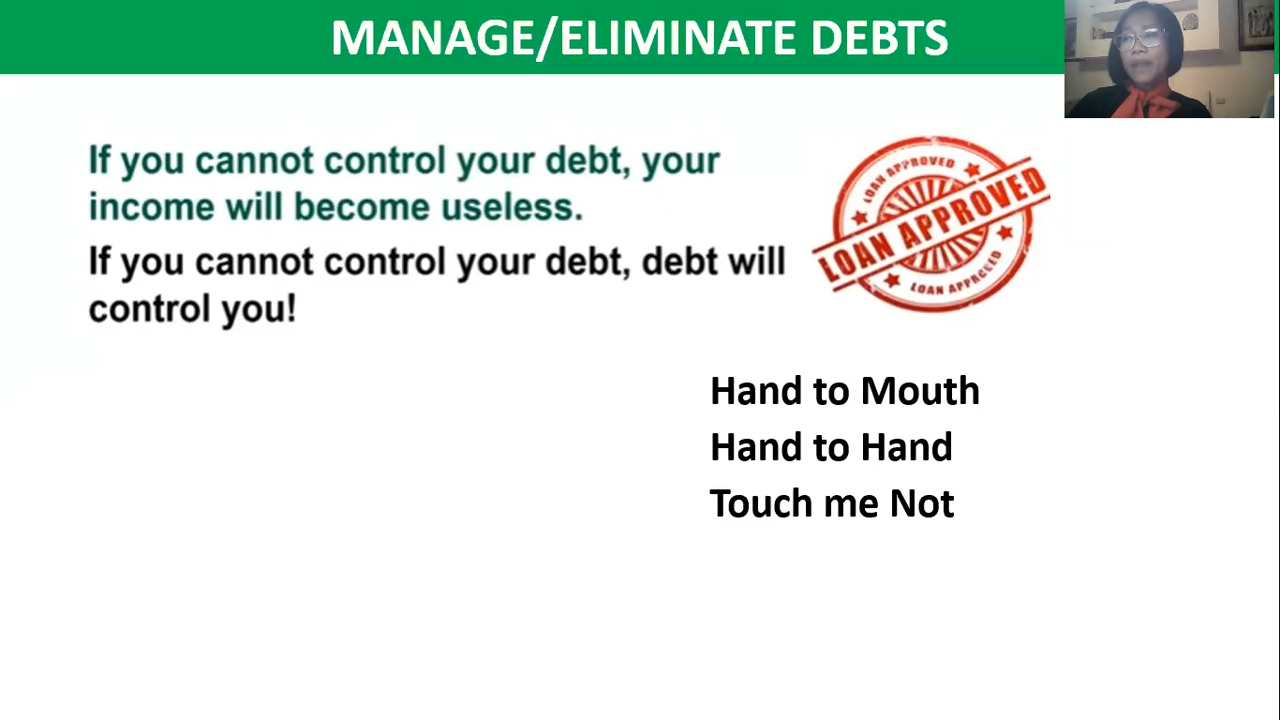 MANAGE/ELIMINATE DEBTS
If you cannot control your debt, your
income will become useless.
If you cannot control your debt, debt will
control you!
LOAN APPROVED
LOAN APPROVED
LOAN APPROVED
Hand to Mouth
Hand to Hand
Touch me Not